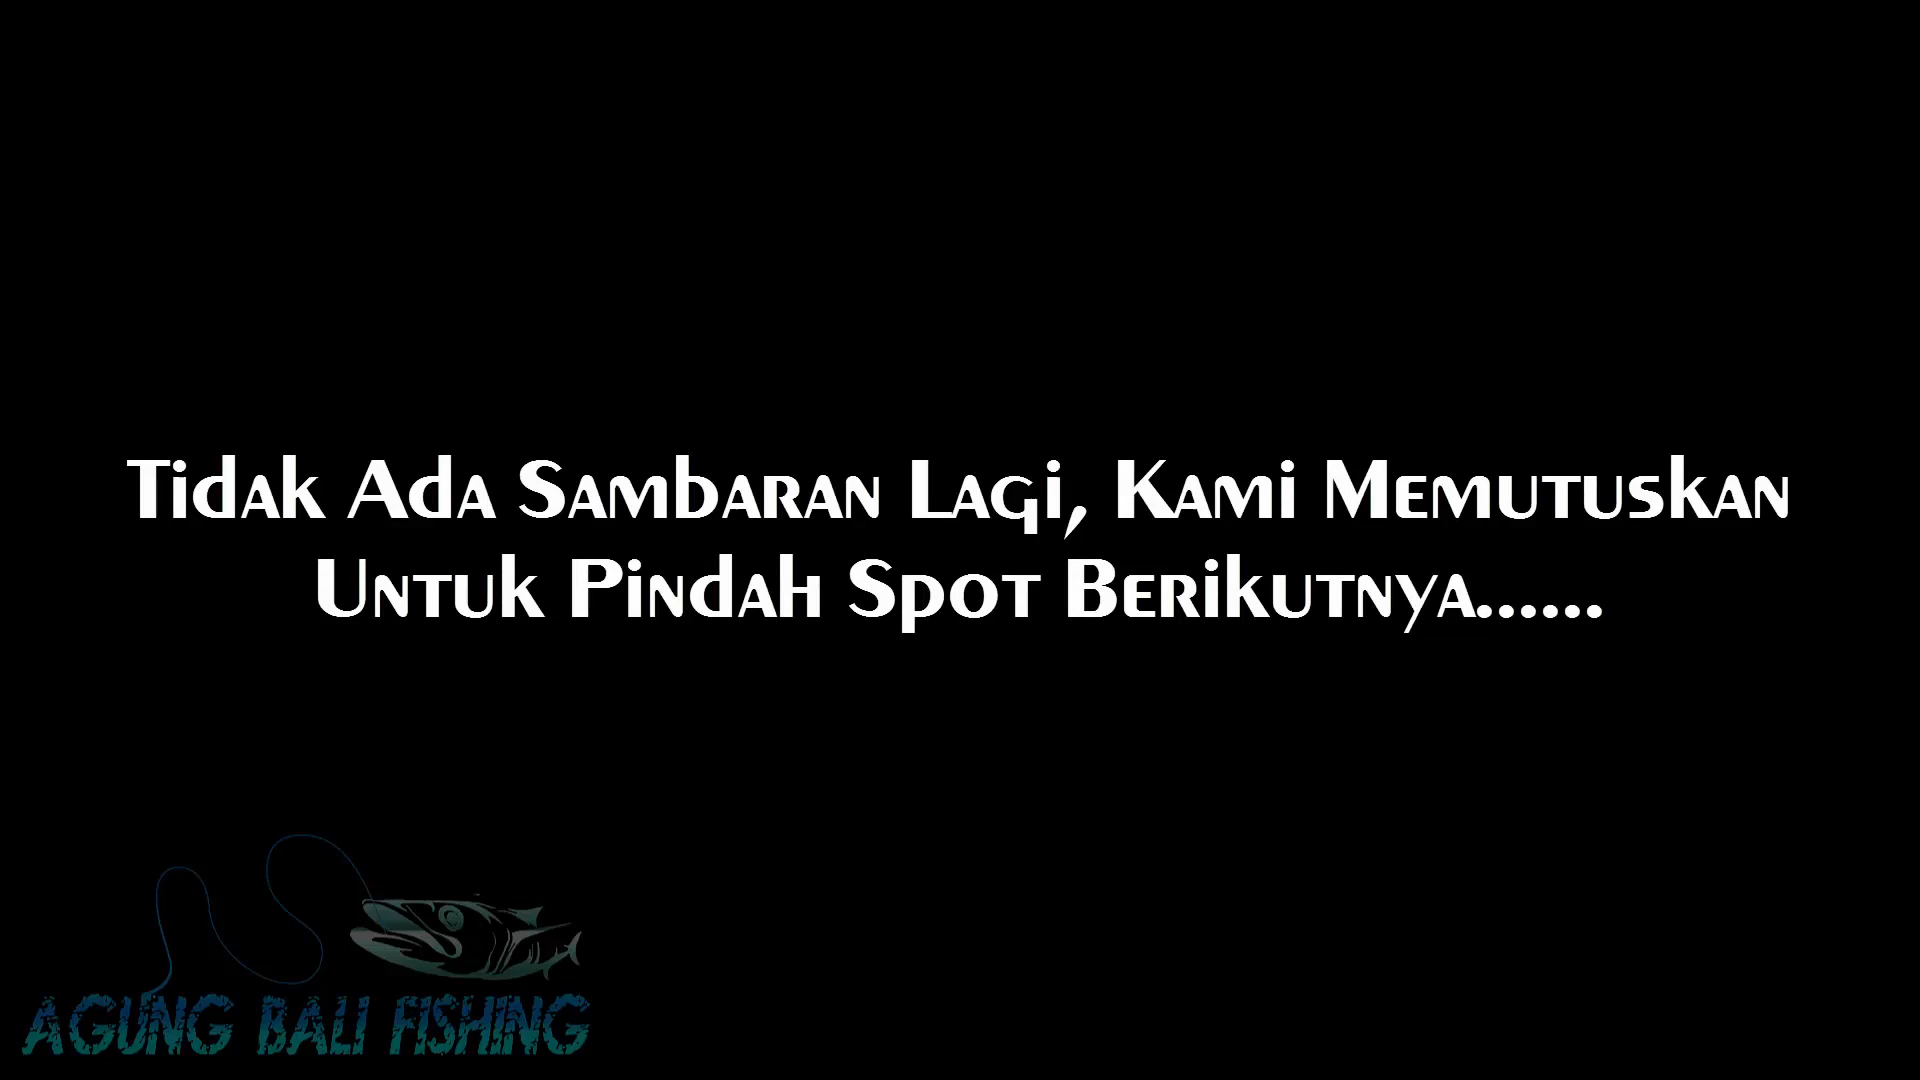 Tidak Ada Sambaran Lagi, Kami Memutuskan
Untuk Pindah Spot Berikutnya......
AGUNG BALI FISHING